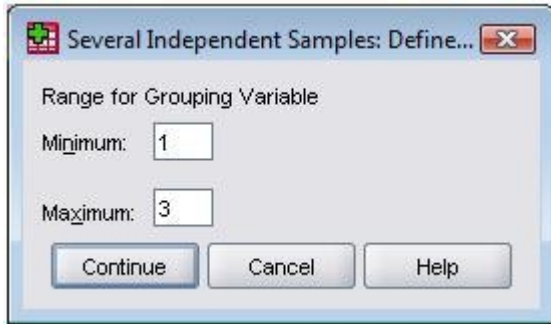 Several Independent Samples: Define...
Range for Grouping Variable
Minimum: 1
Maximum: 3
Continue Cancel Help